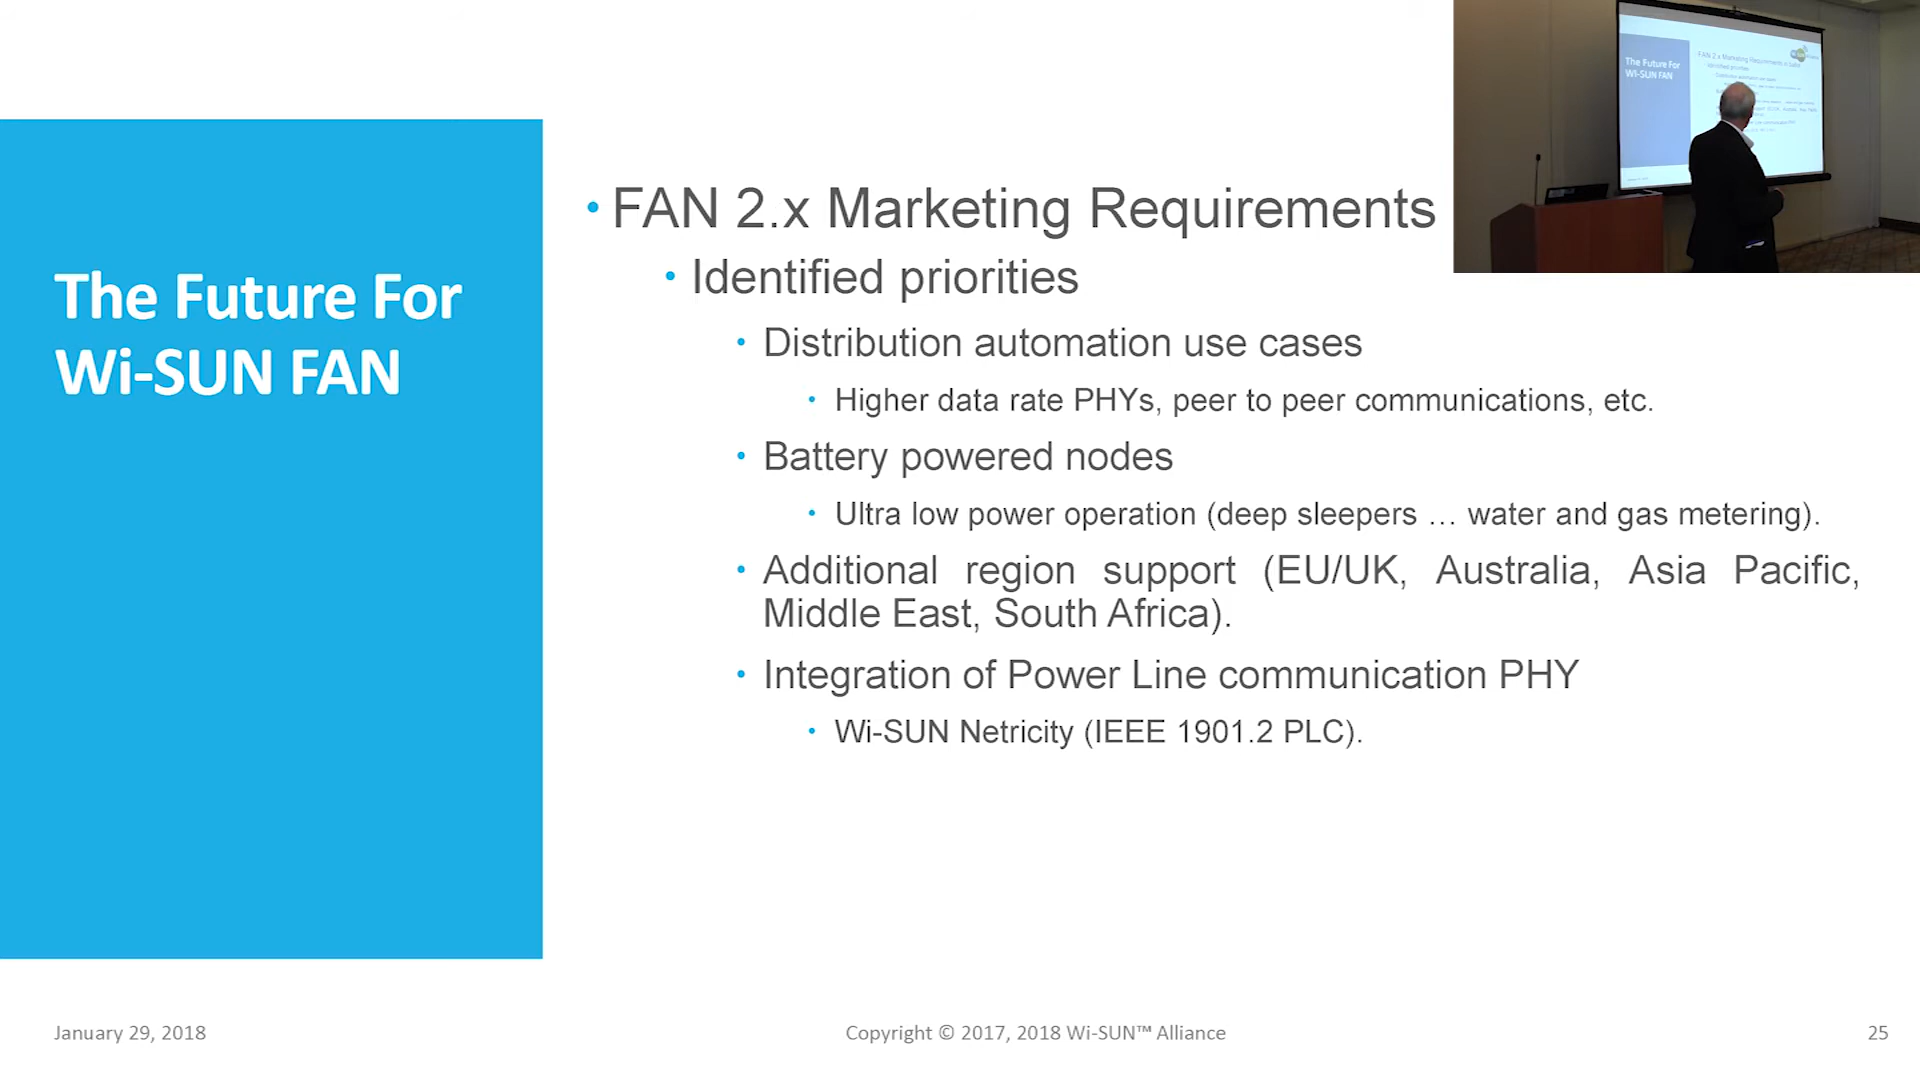 The Future For
Wi-SUN FAN
• FAN 2.x Marketing Requirements
• Identified priorities
• Distribution automation use cases
• Higher data rate PHYs, peer to peer communications, etc.
• Battery powered nodes
• Ultra low power operation (deep sleepers … water and gas metering).
• Additional region support (EU/UK, Australia, Asia Pacific,
Middle East, South Africa).
• Integration of Power Line communication PHY
• Wi-SUN Netricity (IEEE 1901.2 PLC).
January 29, 2018
Copyright © 2017, 2018 Wi-SUN™ Alliance
25
The Future For
Wi-SUN FAN
FAN 2.x Marketing Requirements